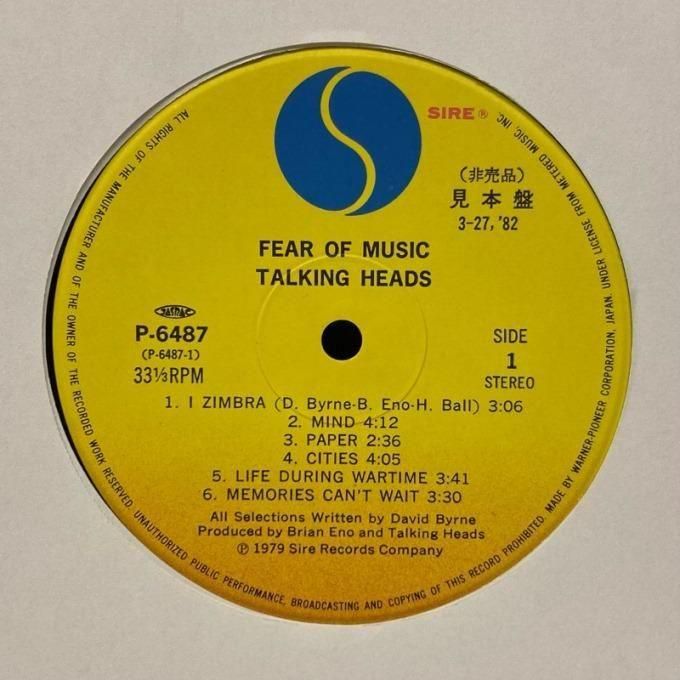 SIRE®
(非売品)
見本盤
3-27,'82
FEAR OF MUSIC
TALKING HEADS
JASRAC
P-6487
(P-6487-1)
33⅓RPM
SIDE
1
STEREO
1. I ZIMBRA (D. Byrne-B. Eno-H. Ball) 3:06
2. MIND 4:12
3. PAPER 2:36
4. CITIES 4:05
5. LIFE DURING WARTIME 3:41
6. MEMORIES CAN'T WAIT 3:30
All Selections Written by David Byrne
Produced by Brian Eno and Talking Heads
℗ 1979 Sire Records Company
ALL RIGHTS OF THE MANUFACTURER AND OF THE OWNER OF THE RECORDED WORK RESERVED. UNAUTHORIZED PUBLIC PERFORMANCE, BROADCASTING AND COPYING OF THIS RECORD PROHIBITED. MADE BY WARNER-PIONEER CORPORATION, JAPAN. UNDER LICENSE FROM METERED MUSIC, INC.